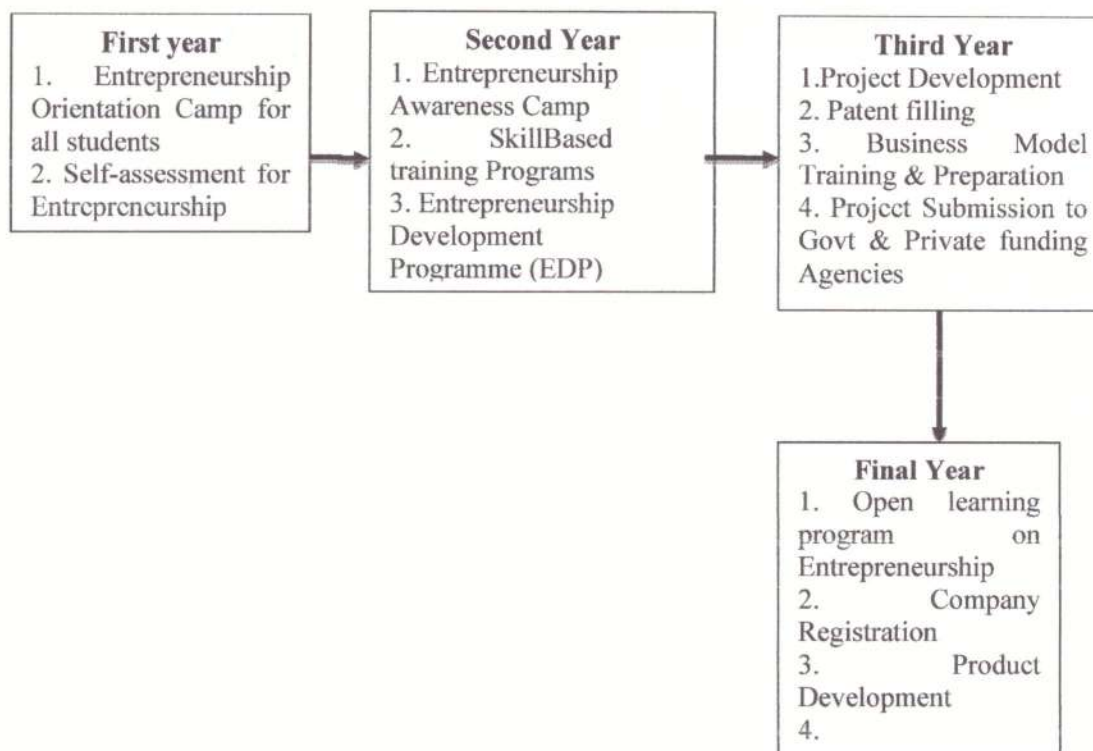 First year
1. Entrepreneurship
Orientation Camp for
all students
2. Self-assessment for
Entrepreneurship
Second Year
1. Entrepreneurship
Awareness Camp
2. SkillBased
training Programs
3. Entrepreneurship
Development
Programme (EDP)
Third Year
1.Project Development
2. Patent filling
3. Business Model
Training & Preparation
4. Project Submission to
Govt & Private funding
Agencies
Final Year
1. Open learning
program on
Entrepreneurship
2. Company
Registration
3. Product
Development
4.